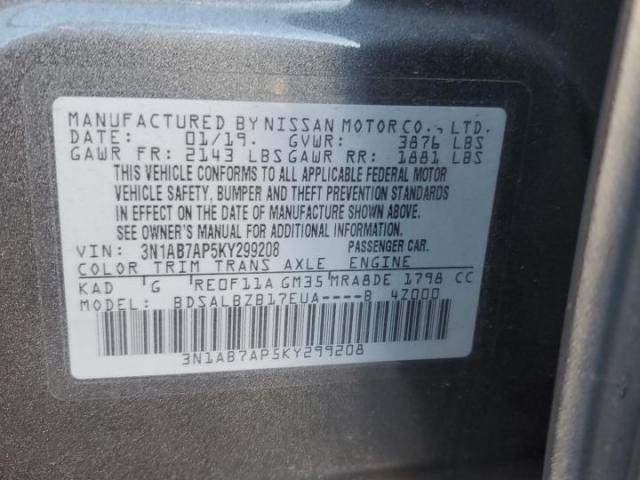 MANUFACTURED BY NISSAN MOTOR CO., LTD.
DATE: 01/19. GVWR: 3876 LBS
GAWR FR: 2143 LBS GAWR RR: 1881 LBS
THIS VEHICLE CONFORMS TO ALL APPLICABLE FEDERAL MOTOR
VEHICLE SAFETY, BUMPER AND THEFT PREVENTION STANDARDS
IN EFFECT ON THE DATE OF MANUFACTURE SHOWN ABOVE.
SEE OWNER'S MANUAL FOR ADDITIONAL INFORMATION.
VIN: 3N1AB7AP5KY299208 PASSENGER CAR.
COLOR TRIM TRANS AXLE ENGINE
KAD G RE0F11A GM35 MRA8DE 1798 CC
MODEL: BDSALBZB17EUA----B 4Z000
3N1AB7AP5KY299208